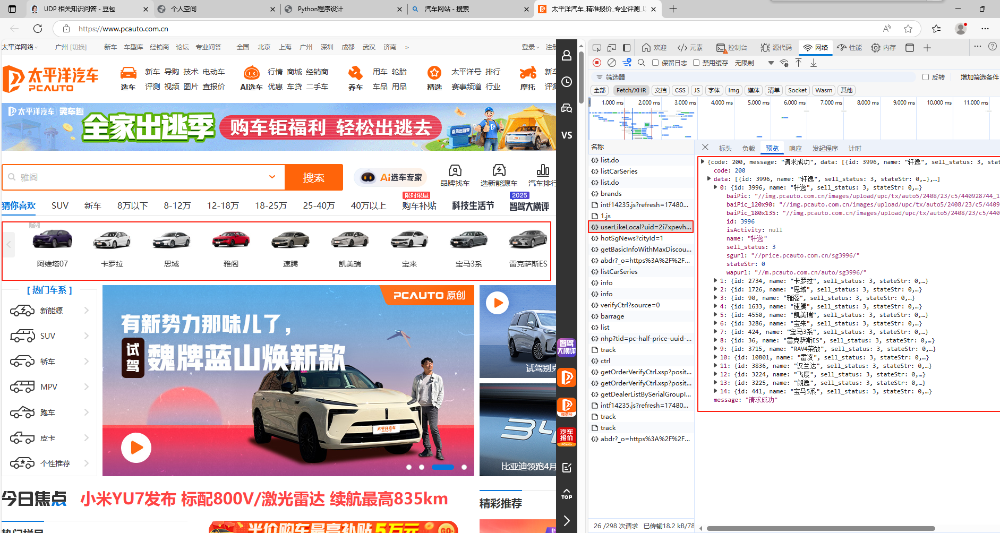 UDP 相关知识问答 - 豆包
个人空间
Python程序设计
汽车网站 - 搜索
太平洋汽车_精准报价_专业评测_
https://www.pcauto.com.cn
太平洋网络 广州 [切换] 新车 车型库 经销商 论坛 专业问答 全国 北京 上海 广州 深圳 成都 武汉 济南 > 登录 注册
太平洋汽车
PCAUTO
选车
新车 导购 技术 电动车
评测 视频 图片 查报价
AI选车
行情 商城 经销商
优惠 车贷 二手车
养车
用车 轮胎
车品 用品
精选
太平洋号 排行
赛事频道 行业
摩托
新车
评测
太平洋汽车 买车趣
全家出逃季
购车钜福利 轻松出逃去
VS
雅阁
搜索
Ai选车专家
品牌找车
选新能源车
汽车排行
猜你喜欢 SUV 新车 8万以下 8-12万 12-18万 18-25万 25-40万 40万以上
限时限量
购车补贴
科技生活节
2025
智驾大横评
广告
阿维塔07
卡罗拉
思域
雅阁
速腾
凯美瑞
宝来
宝马3系
雷克萨斯ES
[ 热门车系 ]
新能源
SUV
轿车
MPV
跑车
皮卡
个性推荐
PCAUTO 原创
有新势力那味儿了，
试驾
魏牌蓝山焕新款
太平洋汽车
试驾别克
比亚迪领跑4月
智驾
大横评
汽车
报价
TOP
今日焦点
小米YU7发布 标配800V/激光雷达 续航最高835km
精彩推荐
热门栏目
半价购车最高补贴5万元
GO
欢迎 元素 控制台 源代码 网络 性能 内存
保留日志 禁用缓存 无限制
筛选器
反转
增加筛选条件
全部 Fetch/XHR 文档 CSS JS 字体 Img 媒体 清单 Socket Wasm 其他
1,000 ms 2,000 ms 3,000 ms 4,000 ms 5,000 ms 6,000 ms 7,000 ms 8,000 ms 9,000 ms 10,000 ms 11,000 ms
名称
list.do
listCarSeries
list.do
brands
intf14235.js?refresh=17480...
1.js
userLikeLocal?uid=2i7xpevh...
hotSgNews?cityId=1
getBasicInfoWithMaxDiscou...
abdr?_o=https%3A%2F%2F...
listCarSeries
info
info
verifyCtrl?source=0
barrage
list
nhp?tid=pc-half-price-uuid-...
track
ctrl
getOrderVerifyCtrl.xsp?posit...
getOrderVerifyCtrl.xsp?posit...
getDealerListBySerialGroupI...
intf14235.js?refresh=17480...
track
track
abdr?_o=https%3A%2F%2F...
26 /298 次请求 已传输18.2 kB/78
标头 负载 预览 响应 发起程序 计时
{code: 200, message: "请求成功", data: [{id: 3996, name: "轩逸", sell_status: 3, stat
code: 200
data: [{id: 3996, name: "轩逸", sell_status: 3, stateStr: 0,…},…]
0: {id: 3996, name: "轩逸", sell_status: 3, stateStr: 0,…}
baiPic: "//img.pcauto.com.cn/images/upload/upc/tx/auto5/2408/23/c5/440928744_1
baiPic_120x90: "//img.pcauto.com.cn/images/upload/upc/tx/auto5/2408/23/c5/4409
baiPic_180x135: "//img.pcauto.com.cn/images/upload/upc/tx/auto5/2408/23/c5/440
id: 3996
isActivity: null
name: "轩逸"
sell_status: 3
sgurl: "//price.pcauto.com.cn/sg3996/"
stateStr: 0
wapurl: "//m.pcauto.com.cn/auto/sg3996/"
1: {id: 2734, name: "卡罗拉", sell_status: 3, stateStr: 0,…}
2: {id: 1726, name: "思域", sell_status: 3, stateStr: 0,…}
3: {id: 90, name: "雅阁", sell_status: 3, stateStr: 0,…}
4: {id: 1633, name: "速腾", sell_status: 3, stateStr: 0,…}
5: {id: 4550, name: "凯美瑞", sell_status: 3, stateStr: 0,…}
6: {id: 3286, name: "宝来", sell_status: 3, stateStr: 0,…}
7: {id: 424, name: "宝马3系", sell_status: 3, stateStr: 0,…}
8: {id: 36, name: "雷克萨斯ES", sell_status: 3, stateStr: 0,…}
9: {id: 3715, name: "RAV4荣放", sell_status: 3, stateStr: 0,…}
10: {id: 10801, name: "雷凌", sell_status: 3, stateStr: 0,…}
11: {id: 3836, name: "汉兰达", sell_status: 3, stateStr: 0,…}
12: {id: 3224, name: "飞度", sell_status: 3, stateStr: 0,…}
13: {id: 3225, name: "朗逸", sell_status: 3, stateStr: 0,…}
14: {id: 441, name: "宝马5系", sell_status: 3, stateStr: 0,…}
message: "请求成功"